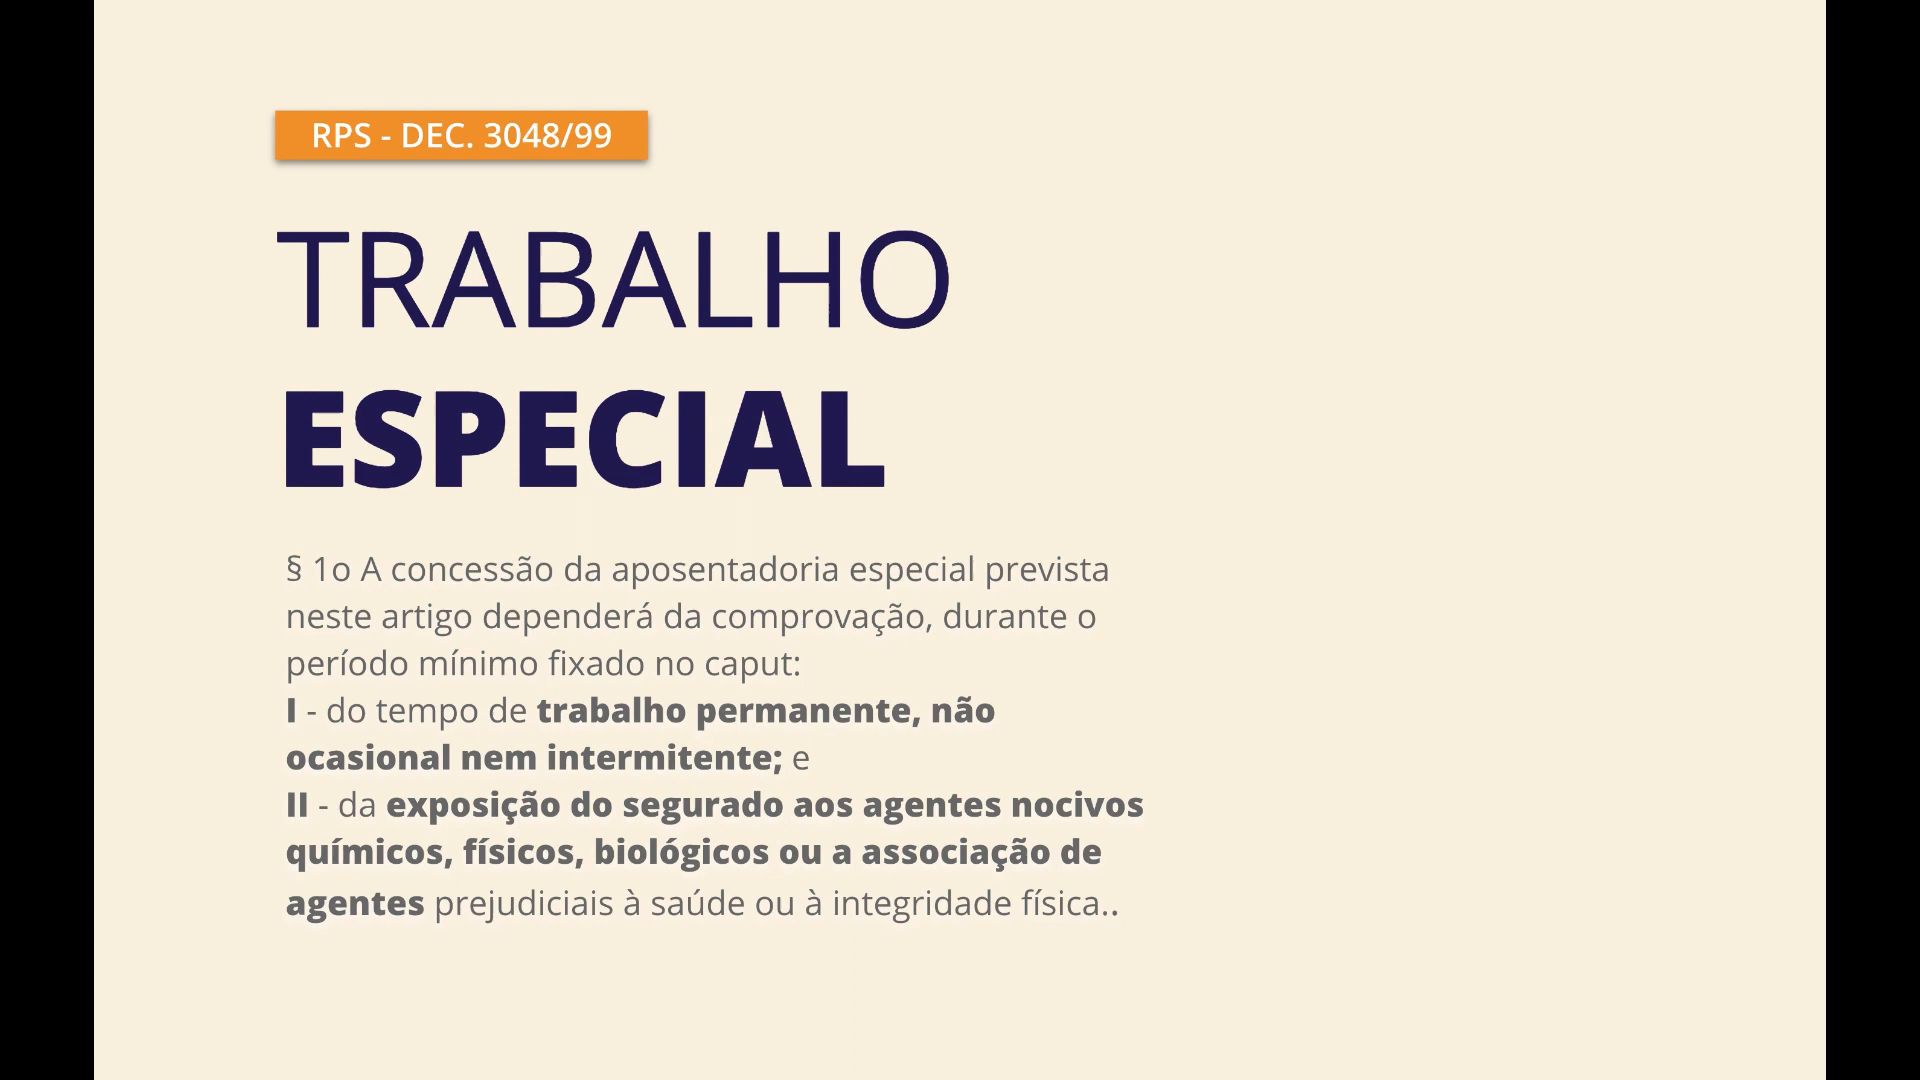 RPS - DEC. 3048/99
TRABALHO
ESPECIAL
§ 1o A concessão da aposentadoria especial prevista
neste artigo dependerá da comprovação, durante o
período mínimo fixado no caput:
I - do tempo de trabalho permanente, não
ocasional nem intermitente; e
II - da exposição do segurado aos agentes nocivos
químicos, físicos, biológicos ou a associação de
agentes prejudiciais à saúde ou à integridade física..